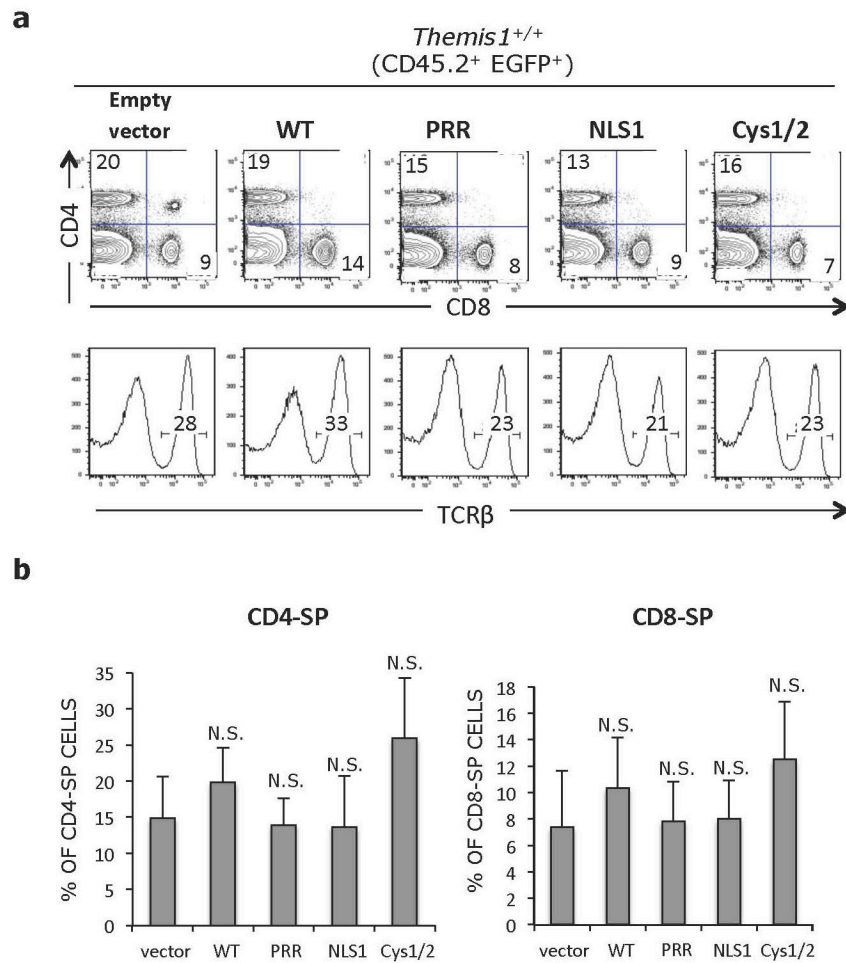 a
Themis1+/+
(CD45.2+ EGFP+)
Empty vector
WT
PRR
NLS1
Cys1/2
20
19
15
13
16
CD4
9
14
8
9
7
CD8
28
33
23
21
23
TCRβ
b
CD4-SP
CD8-SP
% OF CD4-SP CELLS
35
30
25
20
15
10
5
0
N.S.
N.S.
N.S.
N.S.
vector WT PRR NLS1 Cys1/2
% OF CD8-SP CELLS
18
16
14
12
10
8
6
4
2
0
N.S.
N.S.
N.S.
N.S.
vector WT PRR NLS1 Cys1/2